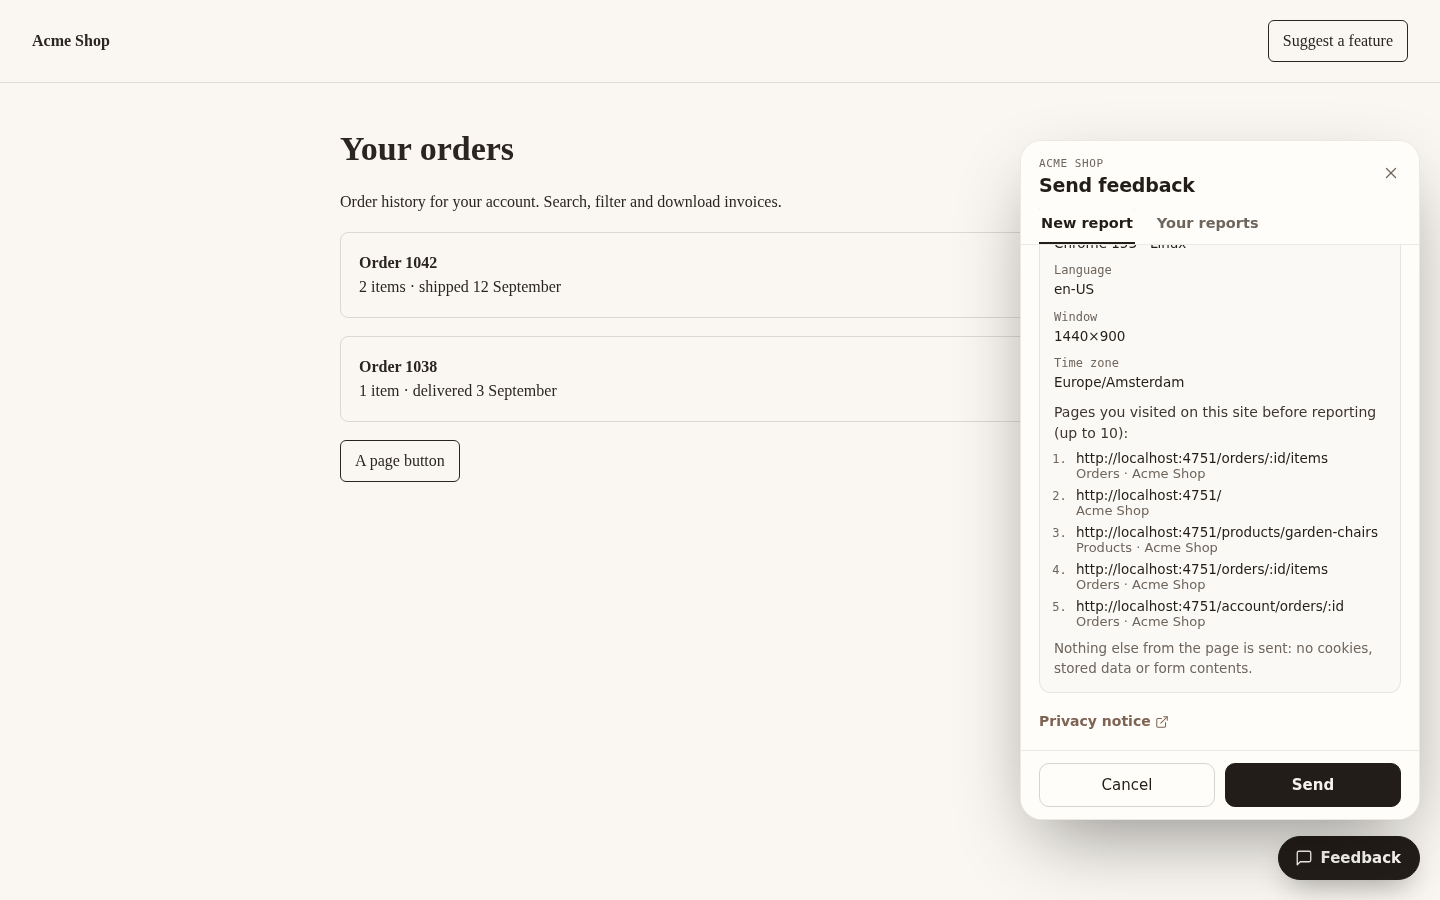 Acme Shop
Suggest a feature
Your orders
Order history for your account. Search, filter and download invoices.
Order 1042
2 items · shipped 12 September
Order 1038
1 item · delivered 3 September
A page button
ACME SHOP
Send feedback
New report
Your reports
Language
en-US
Window
1440×900
Time zone
Europe/Amsterdam
Pages you visited on this site before reporting
(up to 10):
1. http://localhost:4751/orders/:id/items
Orders · Acme Shop
2. http://localhost:4751/
Acme Shop
3. http://localhost:4751/products/garden-chairs
Products · Acme Shop
4. http://localhost:4751/orders/:id/items
Orders · Acme Shop
5. http://localhost:4751/account/orders/:id
Orders · Acme Shop
Nothing else from the page is sent: no cookies,
stored data or form contents.
Privacy notice
Cancel
Send
Feedback